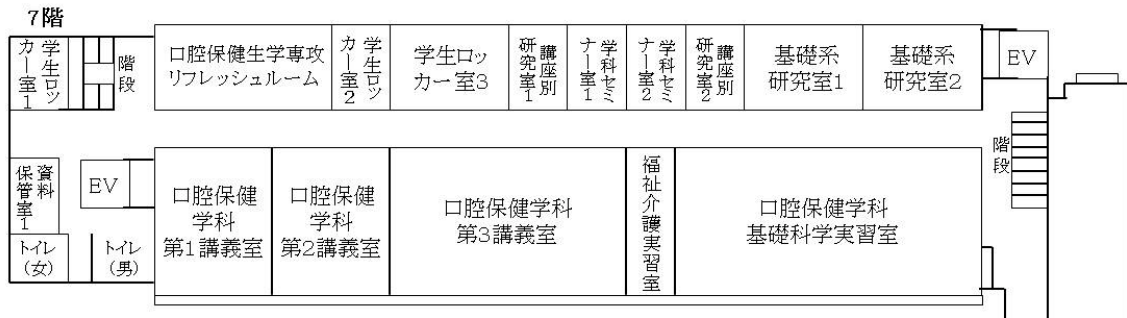 7階
学生ロッ
カー室1
階段
口腔保健生学専攻
リフレッシュルーム
学生ロッ
カー室2
学生ロッ
カー室3
講座別
研究室1
学科セミ
ナー室1
学科セミ
ナー室2
講座別
研究室2
基礎系
研究室1
基礎系
研究室2
EV
階段
資料
保管室1
EV
トイレ
(女)
トイレ
(男)
口腔保健
学科
第1講義室
口腔保健
学科
第2講義室
口腔保健学科
第3講義室
福祉介護実習室
口腔保健学科
基礎科学実習室